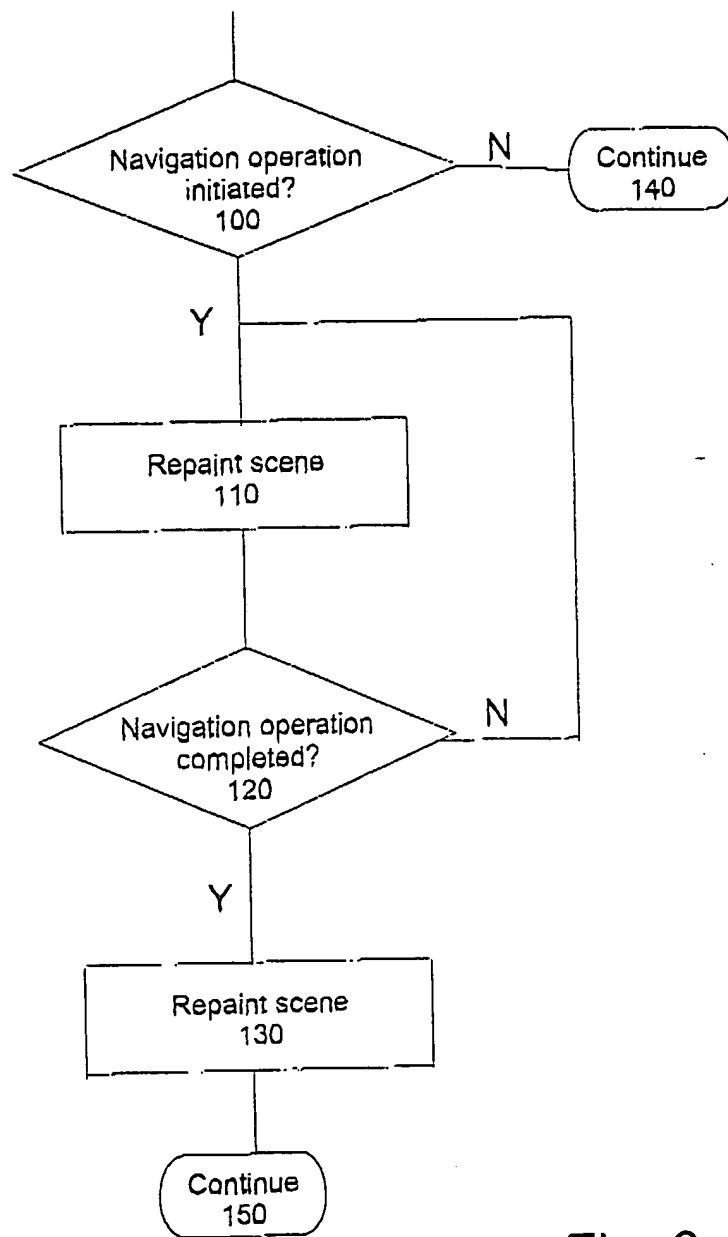 Navigation operation
initiated?
100
N
Continue
140
Y
Repaint scene
110
Navigation operation
completed?
120
N
Y
Repaint scene
130
Continue
150